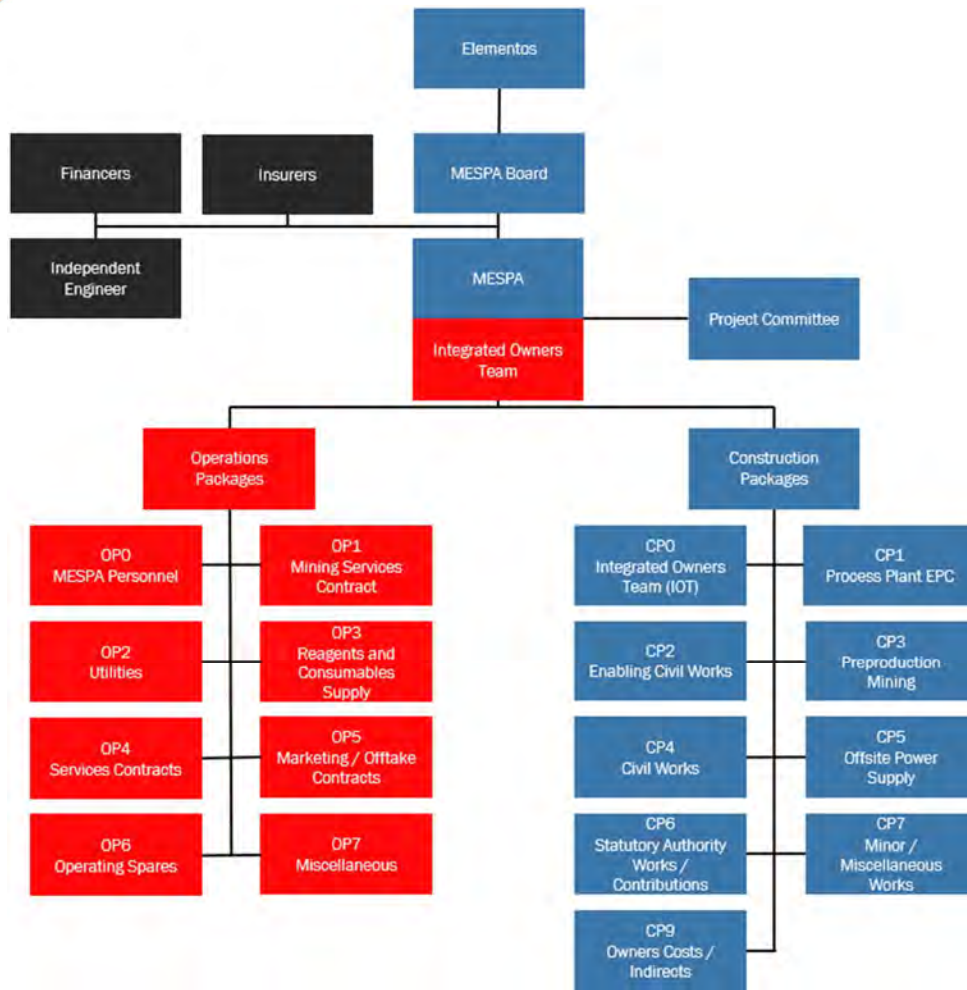 Elementos
Financers
Insurers
MESPA Board
Independent
Engineer
MESPA
Project Committee
Integrated Owners
Team
Operations
Packages
Construction
Packages
OP0
MESPA Personnel
OP1
Mining Services
Contract
OP2
Utilities
OP3
Reagents and
Consumables
Supply
OP4
Services Contracts
OP5
Marketing / Offtake
Contracts
OP6
Operating Spares
OP7
Miscellaneous
CP0
Integrated Owners
Team (IOT)
CP1
Process Plant EPC
CP2
Enabling Civil Works
CP3
Preproduction
Mining
CP4
Civil Works
CP5
Offsite Power
Supply
CP6
Statutory Authority
Works /
Contributions
CP7
Minor /
Miscellaneous
Works
CP9
Owners Costs /
Indirects